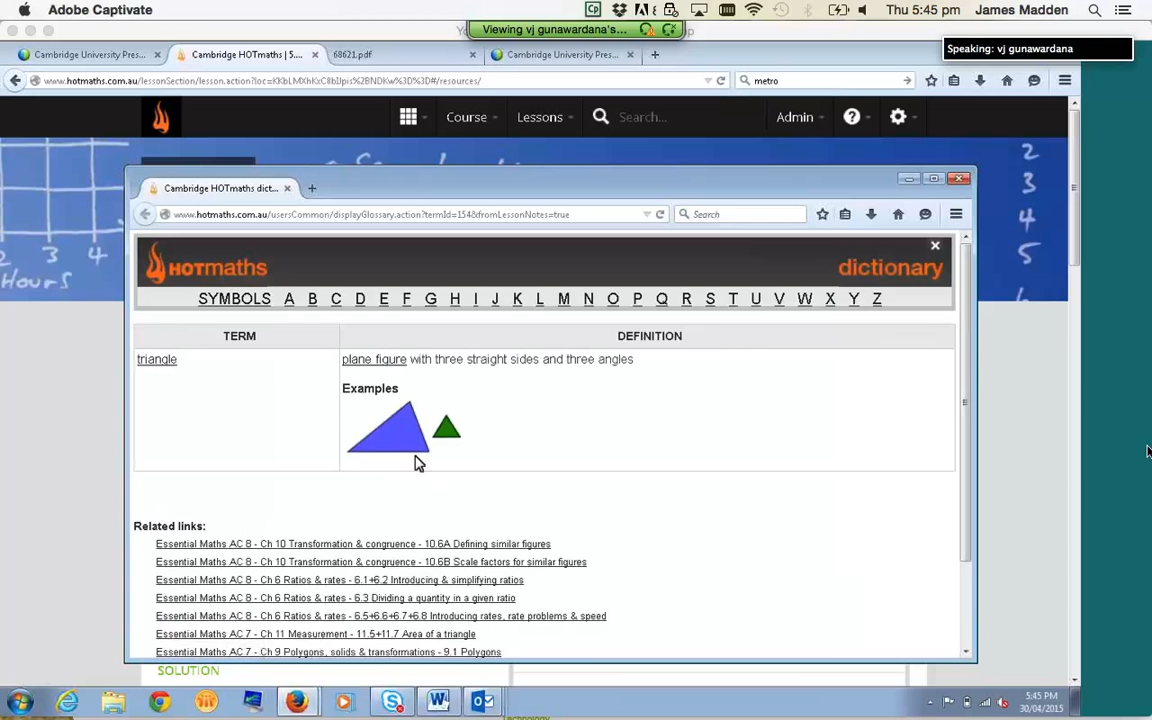 Adobe Captivate
Thu 5:45 pm James Madden
Viewing vj gunawardana's...
Cambridge University Pres...
Cambridge HOTmaths | 5....
68621.pdf
Cambridge University Pres...
Speaking: vj gunawardana
metro
Course Lessons Search... Admin
2
3
4
5
2 3 4
Hours
Cambridge HOTmaths dict...
www.hotmaths.com.au/usersCommon/displayGlossary.action?termId=154&fromLessonNotes=true
Search
HOTmaths dictionary
SYMBOLS A B C D E F G H I J K L M N O P Q R S T U V W X Y Z
TERM DEFINITION
triangle plane figure with three straight sides and three angles
Examples
Related links:
Essential Maths AC 8 - Ch 10 Transformation & congruence - 10.6A Defining similar figures
Essential Maths AC 8 - Ch 10 Transformation & congruence - 10.6B Scale factors for similar figures
Essential Maths AC 8 - Ch 6 Ratios & rates - 6.1+6.2 Introducing & simplifying ratios
Essential Maths AC 8 - Ch 6 Ratios & rates - 6.3 Dividing a quantity in a given ratio
Essential Maths AC 8 - Ch 6 Ratios & rates - 6.5+6.6+6.7+6.8 Introducing rates, rate problems & speed
Essential Maths AC 7 - Ch 11 Measurement - 11.5+11.7 Area of a triangle
Essential Maths AC 7 - Ch 9 Polygons, solids & transformations - 9.1 Polygons
SOLUTION
5:45 PM
30/04/2015